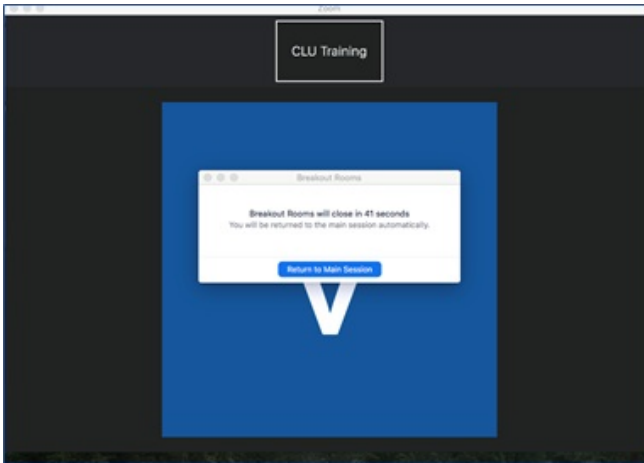 Zoom
CLU Training
Breakout Rooms
Breakout Rooms will close in 41 seconds
You will be returned to the main session automatically.
Return to Main Session
V